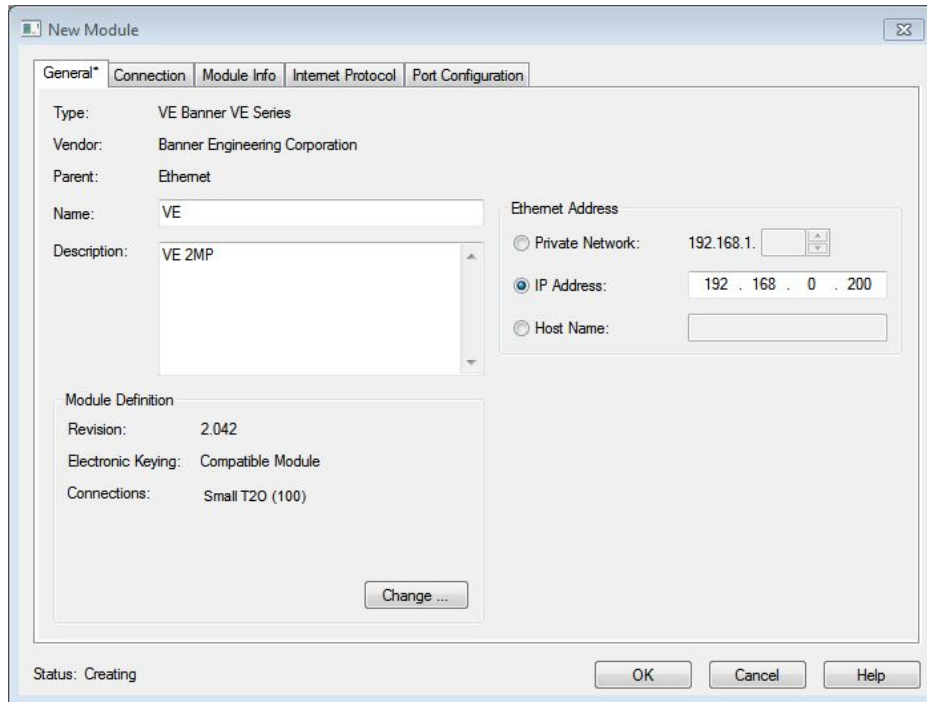 New Module
General* Connection Module Info Internet Protocol Port Configuration
Type: VE Banner VE Series
Vendor: Banner Engineering Corporation
Parent: Ethernet
Name: VE
Description: VE 2MP
Ethernet Address
Private Network: 192.168.1.
IP Address: 192 . 168 . 0 . 200
Host Name:
Module Definition
Revision: 2.042
Electronic Keying: Compatible Module
Connections: Small T2O (100)
Change ...
Status: Creating
OK Cancel Help